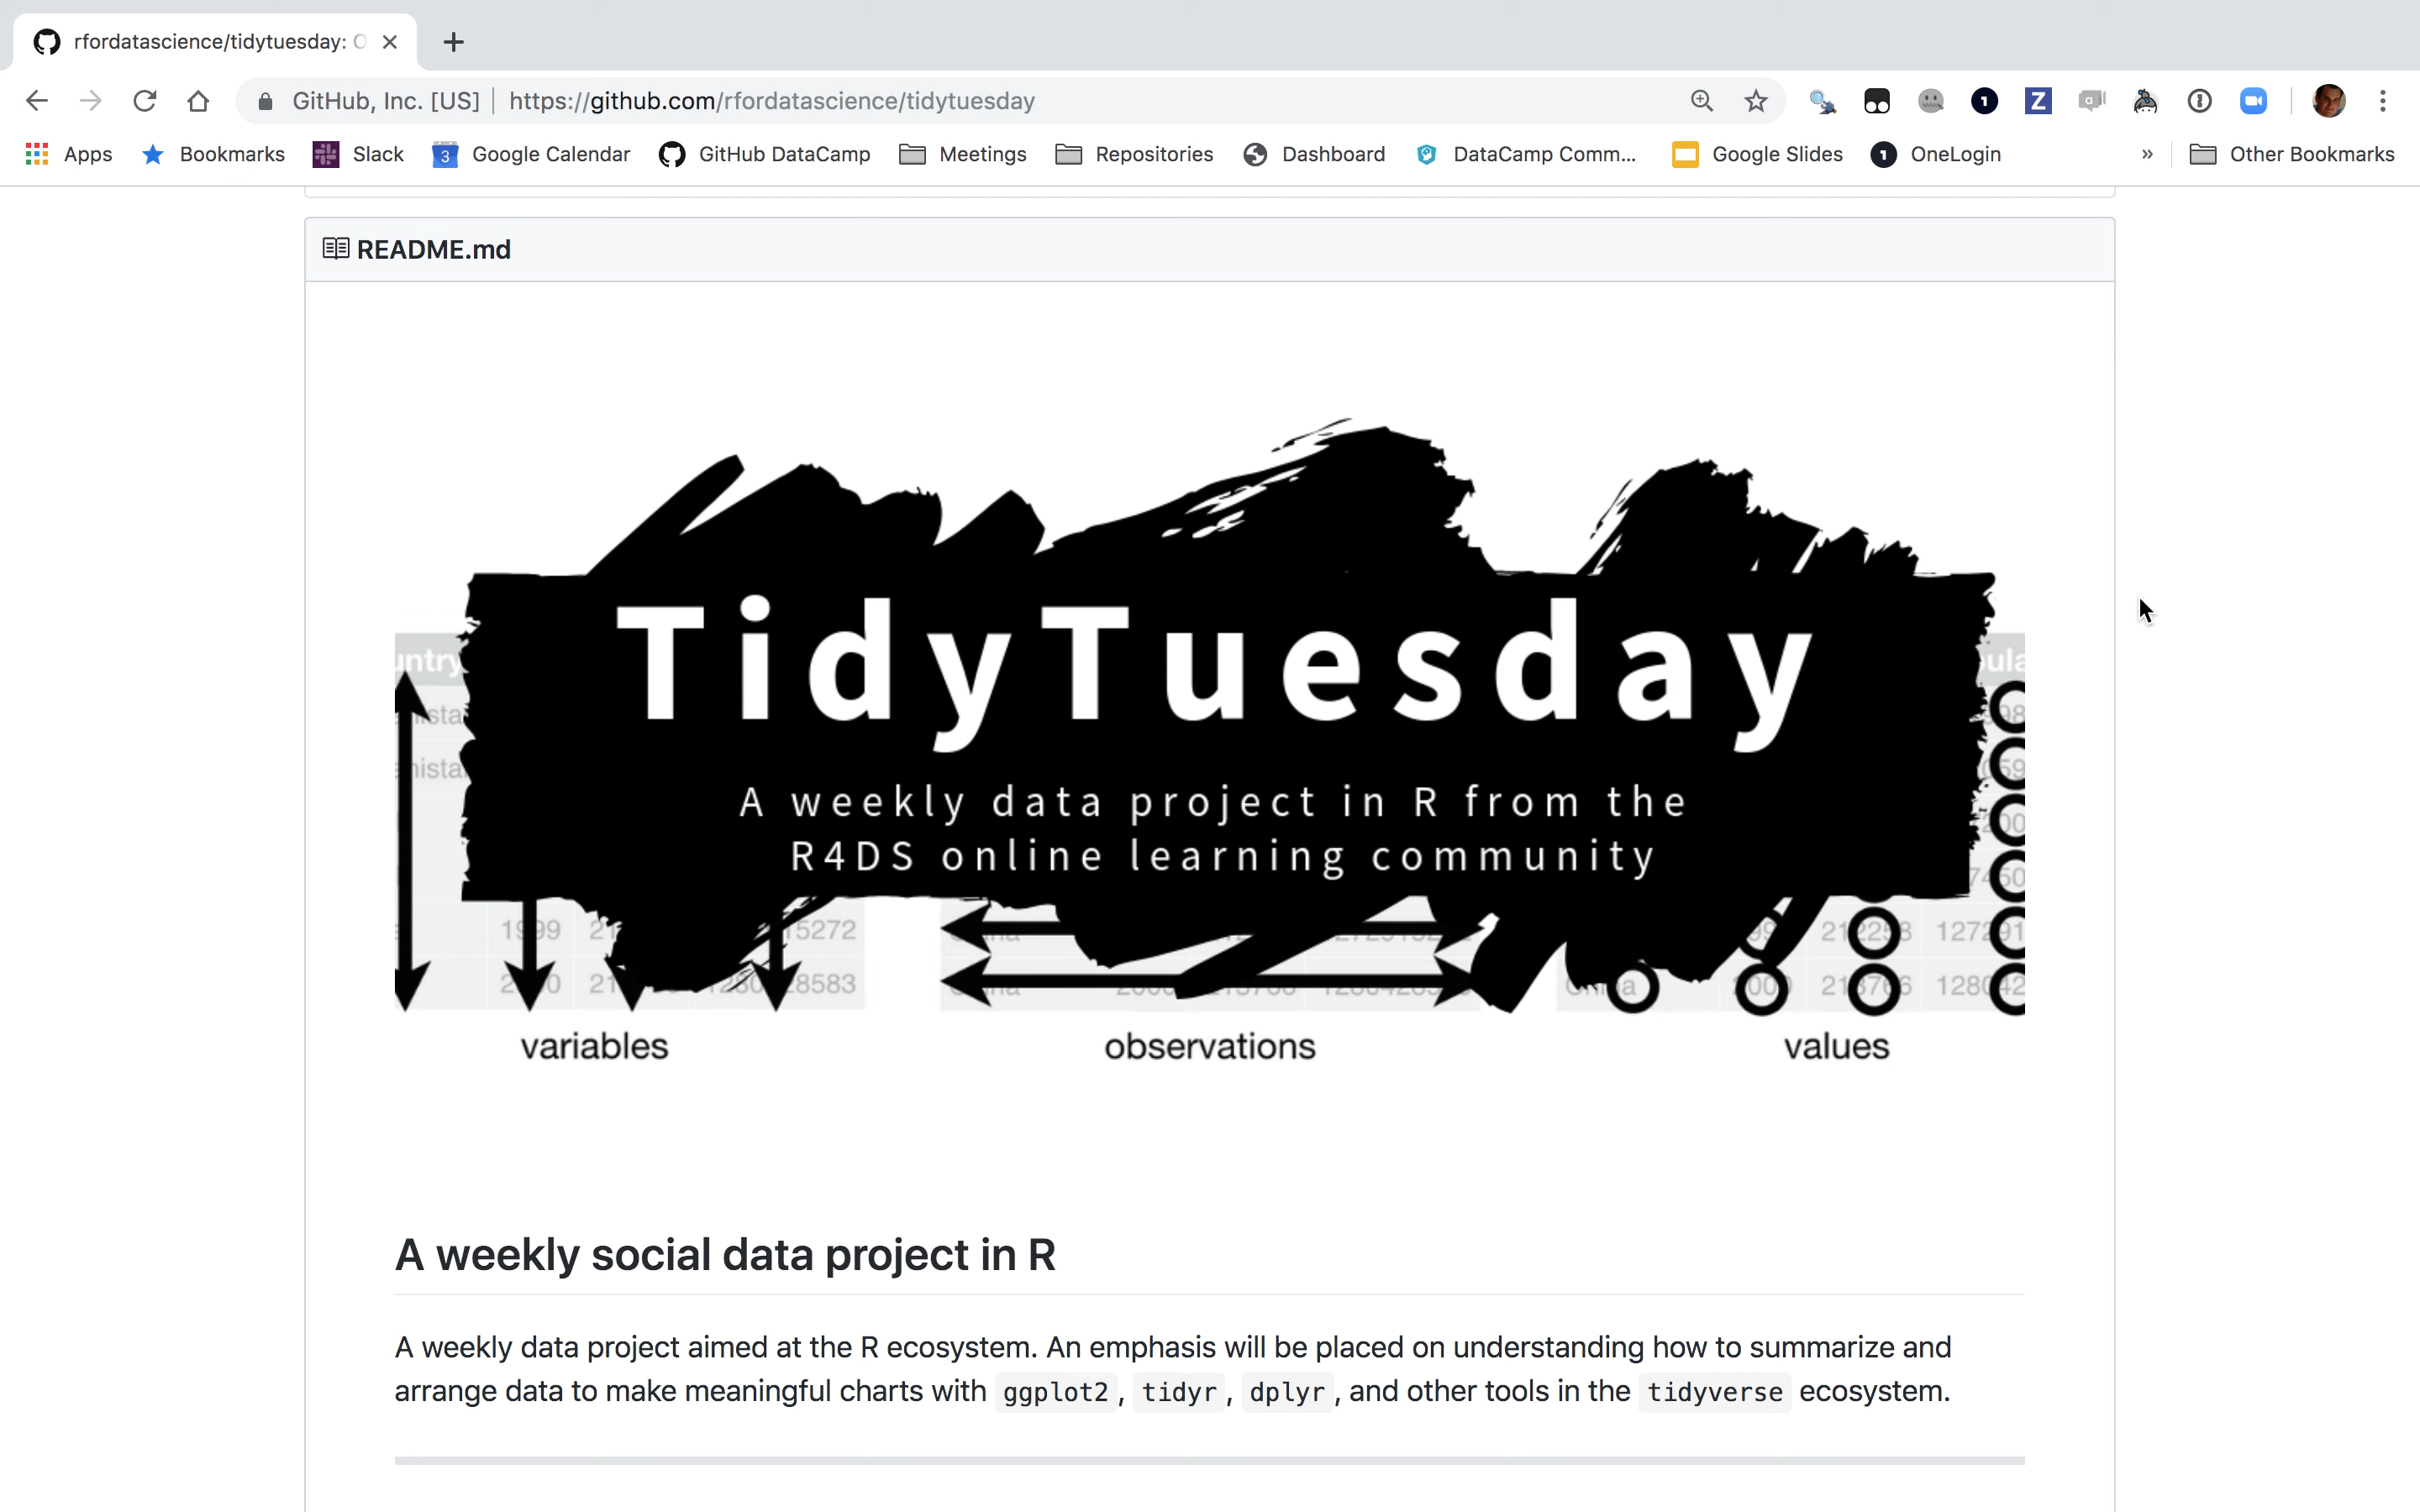 rfordatascience/tidytuesday:
GitHub, Inc. [US] https://github.com/rfordatascience/tidytuesday
Apps Bookmarks Slack 3 Google Calendar GitHub DataCamp Meetings Repositories Dashboard DataCamp Comm... Google Slides OneLogin » Other Bookmarks
README.md
TidyTuesday
A weekly data project in R from the
R4DS online learning community
variables observations values
A weekly social data project in R
A weekly data project aimed at the R ecosystem. An emphasis will be placed on understanding how to summarize and
arrange data to make meaningful charts with ggplot2, tidyr, dplyr, and other tools in the tidyverse ecosystem.